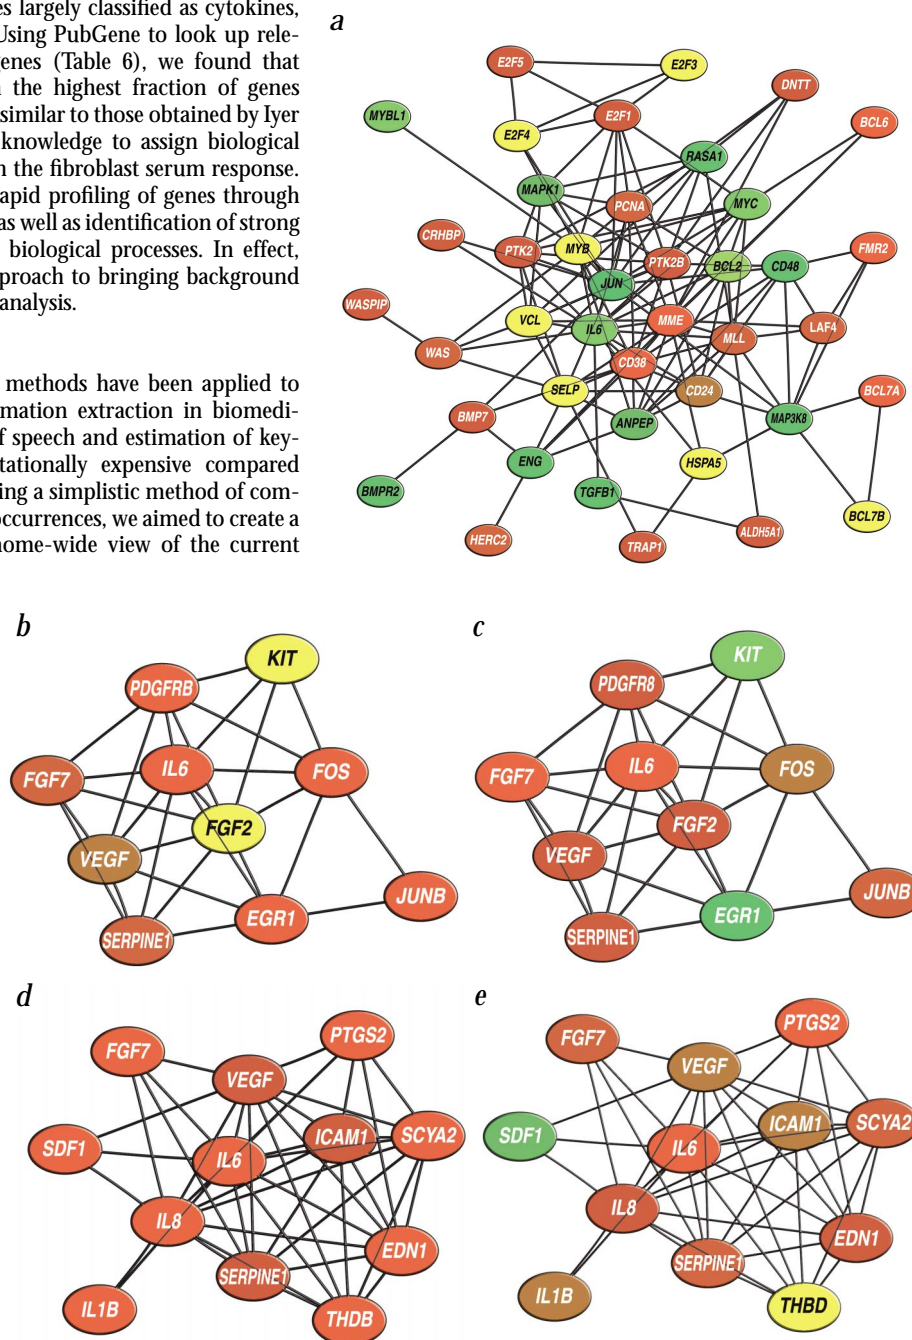 es largely classified as cytokines,
Using PubGene to look up rele-
genes (Table 6), we found that
the highest fraction of genes
similar to those obtained by Iyer
knowledge to assign biological
n the fibroblast serum response.
rapid profiling of genes through
as well as identification of strong
biological processes. In effect,
proach to bringing background
analysis.
methods have been applied to
mation extraction in biomedi-
f speech and estimation of key-
tationally expensive compared
ing a simplistic method of com-
occurrences, we aimed to create a
nome-wide view of the current
a
E2F5
E2F3
DNTT
MYBL1
E2F1
BCL6
E2F4
RASA1
MAPK1
PCNA
MYC
CRHBP
PTK2
MYB
PTK2B
BCL2
CD48
FMR2
JUN
WASPIP
VCL
IL6
MME
MLL
LAF4
WAS
CD38
SELP
CD24
BCL7A
BMP7
ANPEP
MAP3K8
ENG
HSPA5
BMPR2
TGFB1
BCL7B
HERC2
TRAP1
ALDH5A1
b
KIT
PDGFRB
FGF7
IL6
FOS
FGF2
VEGF
JUNB
EGR1
SERPINE1
c
KIT
PDGFR8
FGF7
IL6
FOS
FGF2
VEGF
JUNB
EGR1
SERPINE1
d
PTGS2
FGF7
VEGF
ICAM1
SCYA2
SDF1
IL6
IL8
EDN1
SERPINE1
IL1B
THDB
e
PTGS2
FGF7
VEGF
ICAM1
SCYA2
SDF1
IL6
IL8
EDN1
SERPINE1
IL1B
THBD